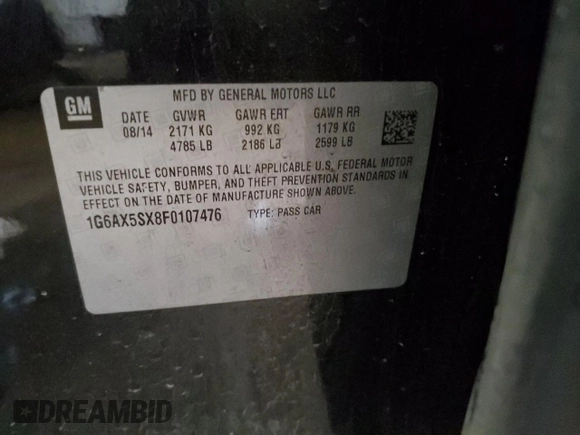 GM
MFD BY GENERAL MOTORS LLC
DATE GVWR GAWR FRT GAWR RR
08/14 2171 KG 992 KG 1179 KG
4785 LB 2186 LB 2599 LB
THIS VEHICLE CONFORMS TO ALL APPLICABLE U.S. FEDERAL MOTOR
VEHICLE SAFETY, BUMPER, AND THEFT PREVENTION STANDARDS IN
EFFECT ON THE DATE OF MANUFACTURE SHOWN ABOVE.
1G6AX5SX8F0107476 TYPE: PASS CAR
DREAMBID